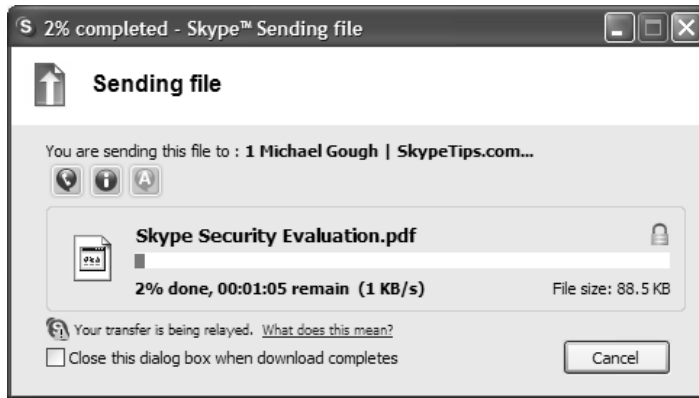 S 2% completed - Skype™ Sending file
Sending file
You are sending this file to : 1 Michael Gough | SkypeTips.com...
Skype Security Evaluation.pdf
2% done, 00:01:05 remain (1 KB/s) File size: 88.5 KB
Your transfer is being relayed. What does this mean?
Close this dialog box when download completes Cancel